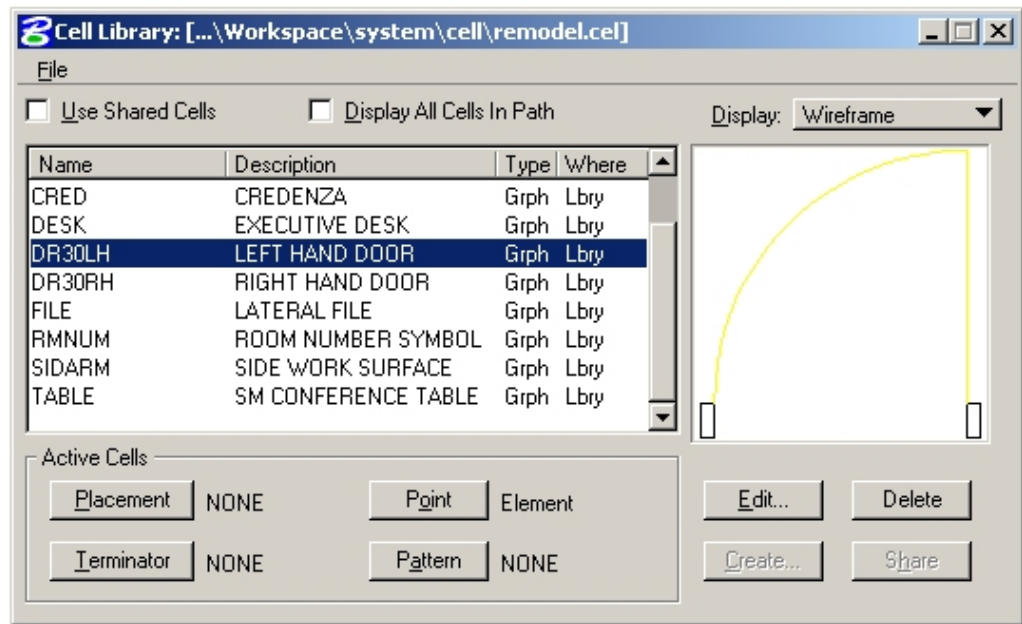 Cell Library: [...\Workspace\system\cell\remodel.cel]
File
Use Shared Cells Display All Cells In Path Display: Wireframe
Name Description Type Where
CRED CREDENZA Grph Lbry
DESK EXECUTIVE DESK Grph Lbry
DR30LH LEFT HAND DOOR Grph Lbry
DR30RH RIGHT HAND DOOR Grph Lbry
FILE LATERAL FILE Grph Lbry
RMNUM ROOM NUMBER SYMBOL Grph Lbry
SIDARM SIDE WORK SURFACE Grph Lbry
TABLE SM CONFERENCE TABLE Grph Lbry
Active Cells
Placement NONE Point Element Edit... Delete
Terminator NONE Pattern NONE Create... Share